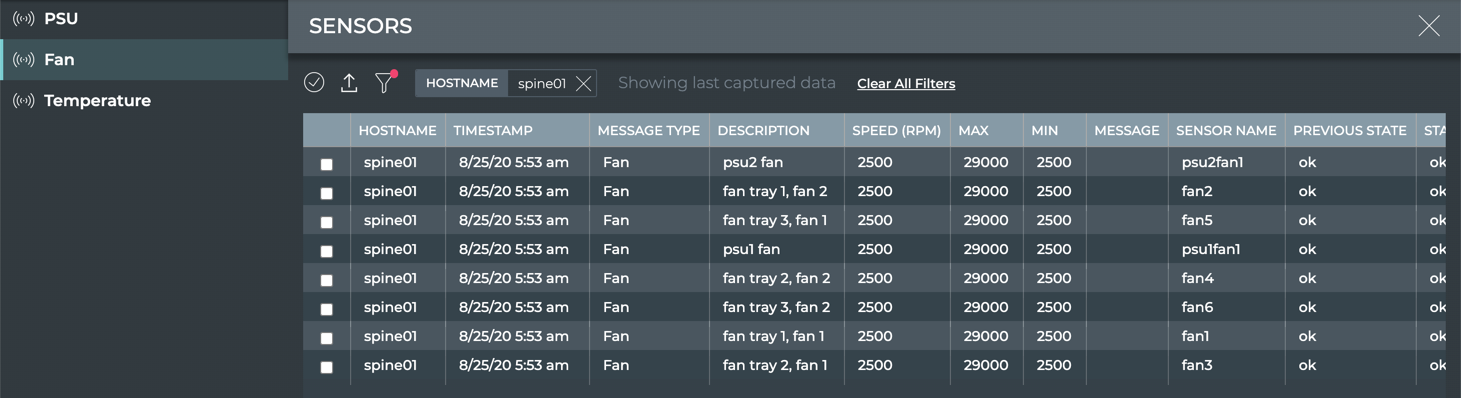 PSU
Fan
Temperature
SENSORS
HOSTNAME spine01 Showing last captured data Clear All Filters
HOSTNAME TIMESTAMP MESSAGE TYPE DESCRIPTION SPEED (RPM) MAX MIN MESSAGE SENSOR NAME PREVIOUS STATE STA
spine01 8/25/20 5:53 am Fan psu2 fan 2500 29000 2500 psu2fan1 ok ok
spine01 8/25/20 5:53 am Fan fan tray 1, fan 2 2500 29000 2500 fan2 ok ok
spine01 8/25/20 5:53 am Fan fan tray 3, fan 1 2500 29000 2500 fan5 ok ok
spine01 8/25/20 5:53 am Fan psu1 fan 2500 29000 2500 psu1fan1 ok ok
spine01 8/25/20 5:53 am Fan fan tray 2, fan 2 2500 29000 2500 fan4 ok ok
spine01 8/25/20 5:53 am Fan fan tray 3, fan 2 2500 29000 2500 fan6 ok ok
spine01 8/25/20 5:53 am Fan fan tray 1, fan 1 2500 29000 2500 fan1 ok ok
spine01 8/25/20 5:53 am Fan fan tray 2, fan 1 2500 29000 2500 fan3 ok ok